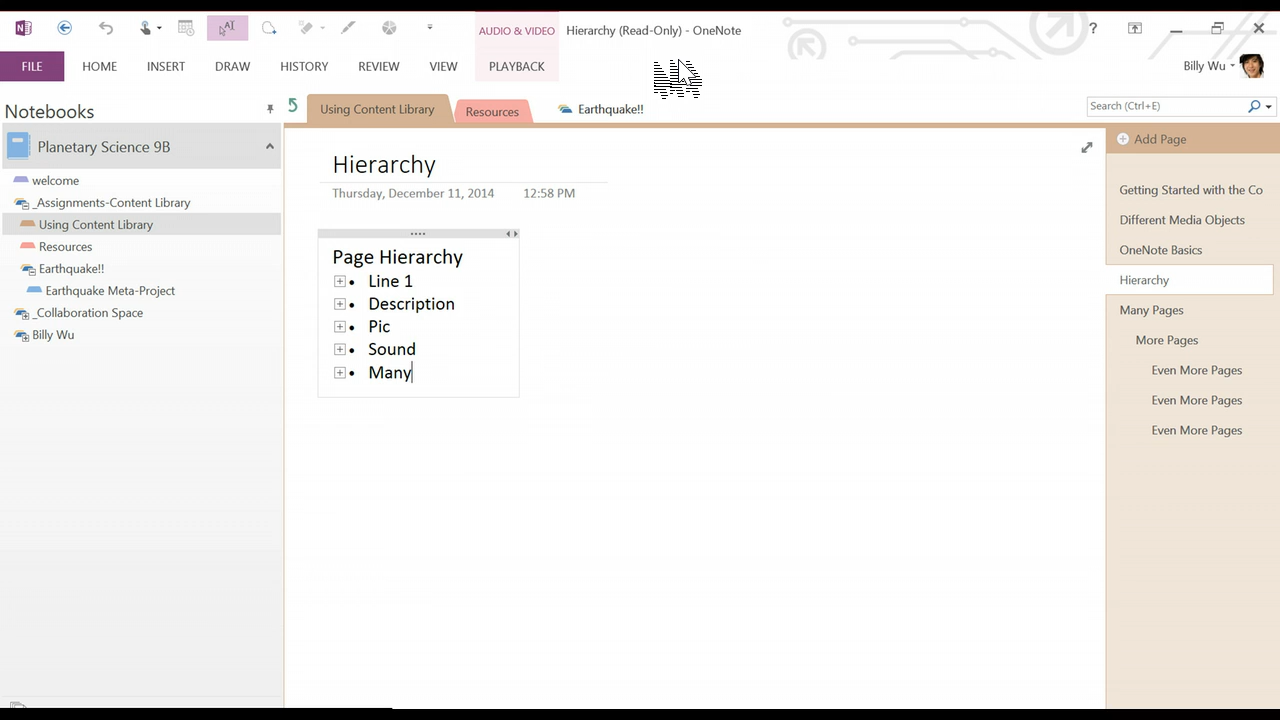 AUDIO & VIDEO
Hierarchy (Read-Only) - OneNote
?
FILE
HOME
INSERT
DRAW
HISTORY
REVIEW
VIEW
PLAYBACK
Billy Wu
Notebooks
Planetary Science 9B
welcome
_Assignments-Content Library
Using Content Library
Resources
Earthquake!!
Earthquake Meta-Project
_Collaboration Space
Billy Wu
Using Content Library
Resources
Earthquake!!
Search (Ctrl+E)
Hierarchy
Thursday, December 11, 2014
12:58 PM
Page Hierarchy
• Line 1
• Description
• Pic
• Sound
• Many
Add Page
Getting Started with the Co
Different Media Objects
OneNote Basics
Hierarchy
Many Pages
More Pages
Even More Pages
Even More Pages
Even More Pages